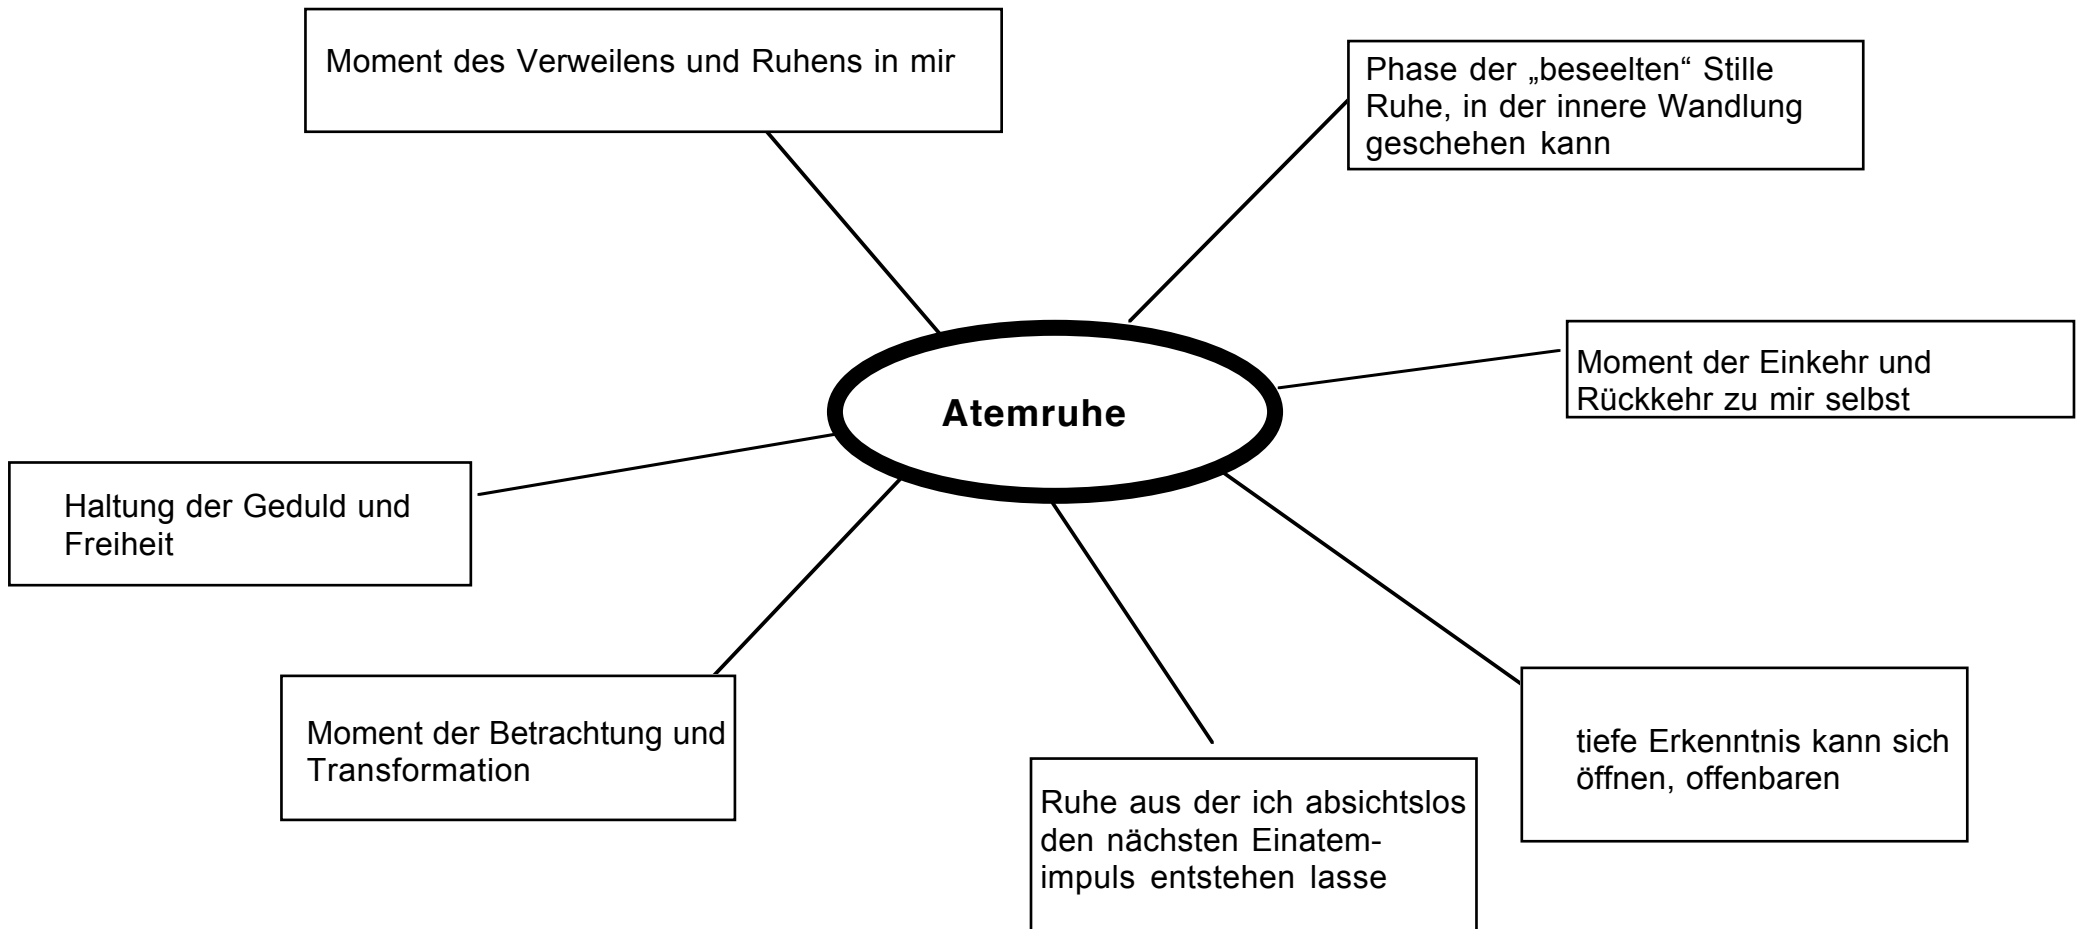 Moment des Verweilens und Ruhens in mir
Phase der „beseelten“ Stille
Ruhe, in der innere Wandlung
geschehen kann
Moment der Einkehr und
Rückkehr zu mir selbst
Atemruhe
Haltung der Geduld und
Freiheit
Moment der Betrachtung und
Transformation
Ruhe aus der ich absichtslos
den nächsten Einatem-
impuls entstehen lasse
tiefe Erkenntnis kann sich
öffnen, offenbaren